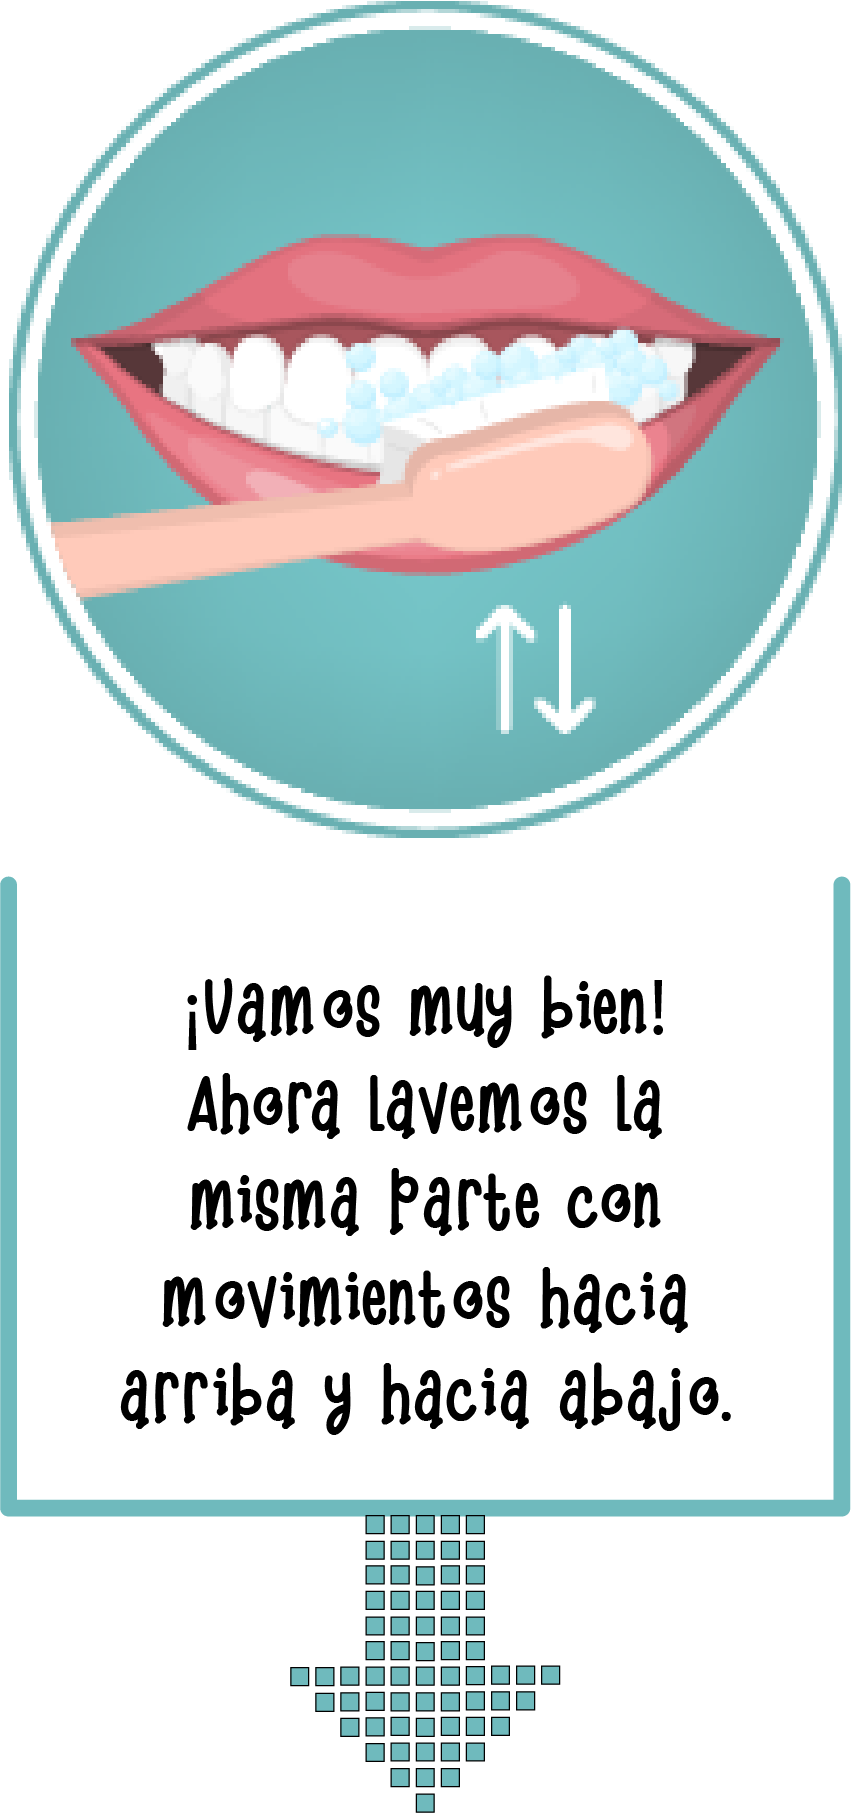 ¡Vamos muy bien!
Ahora lavemos la
misma parte con
movimientos hacia
arriba y hacia abajo.